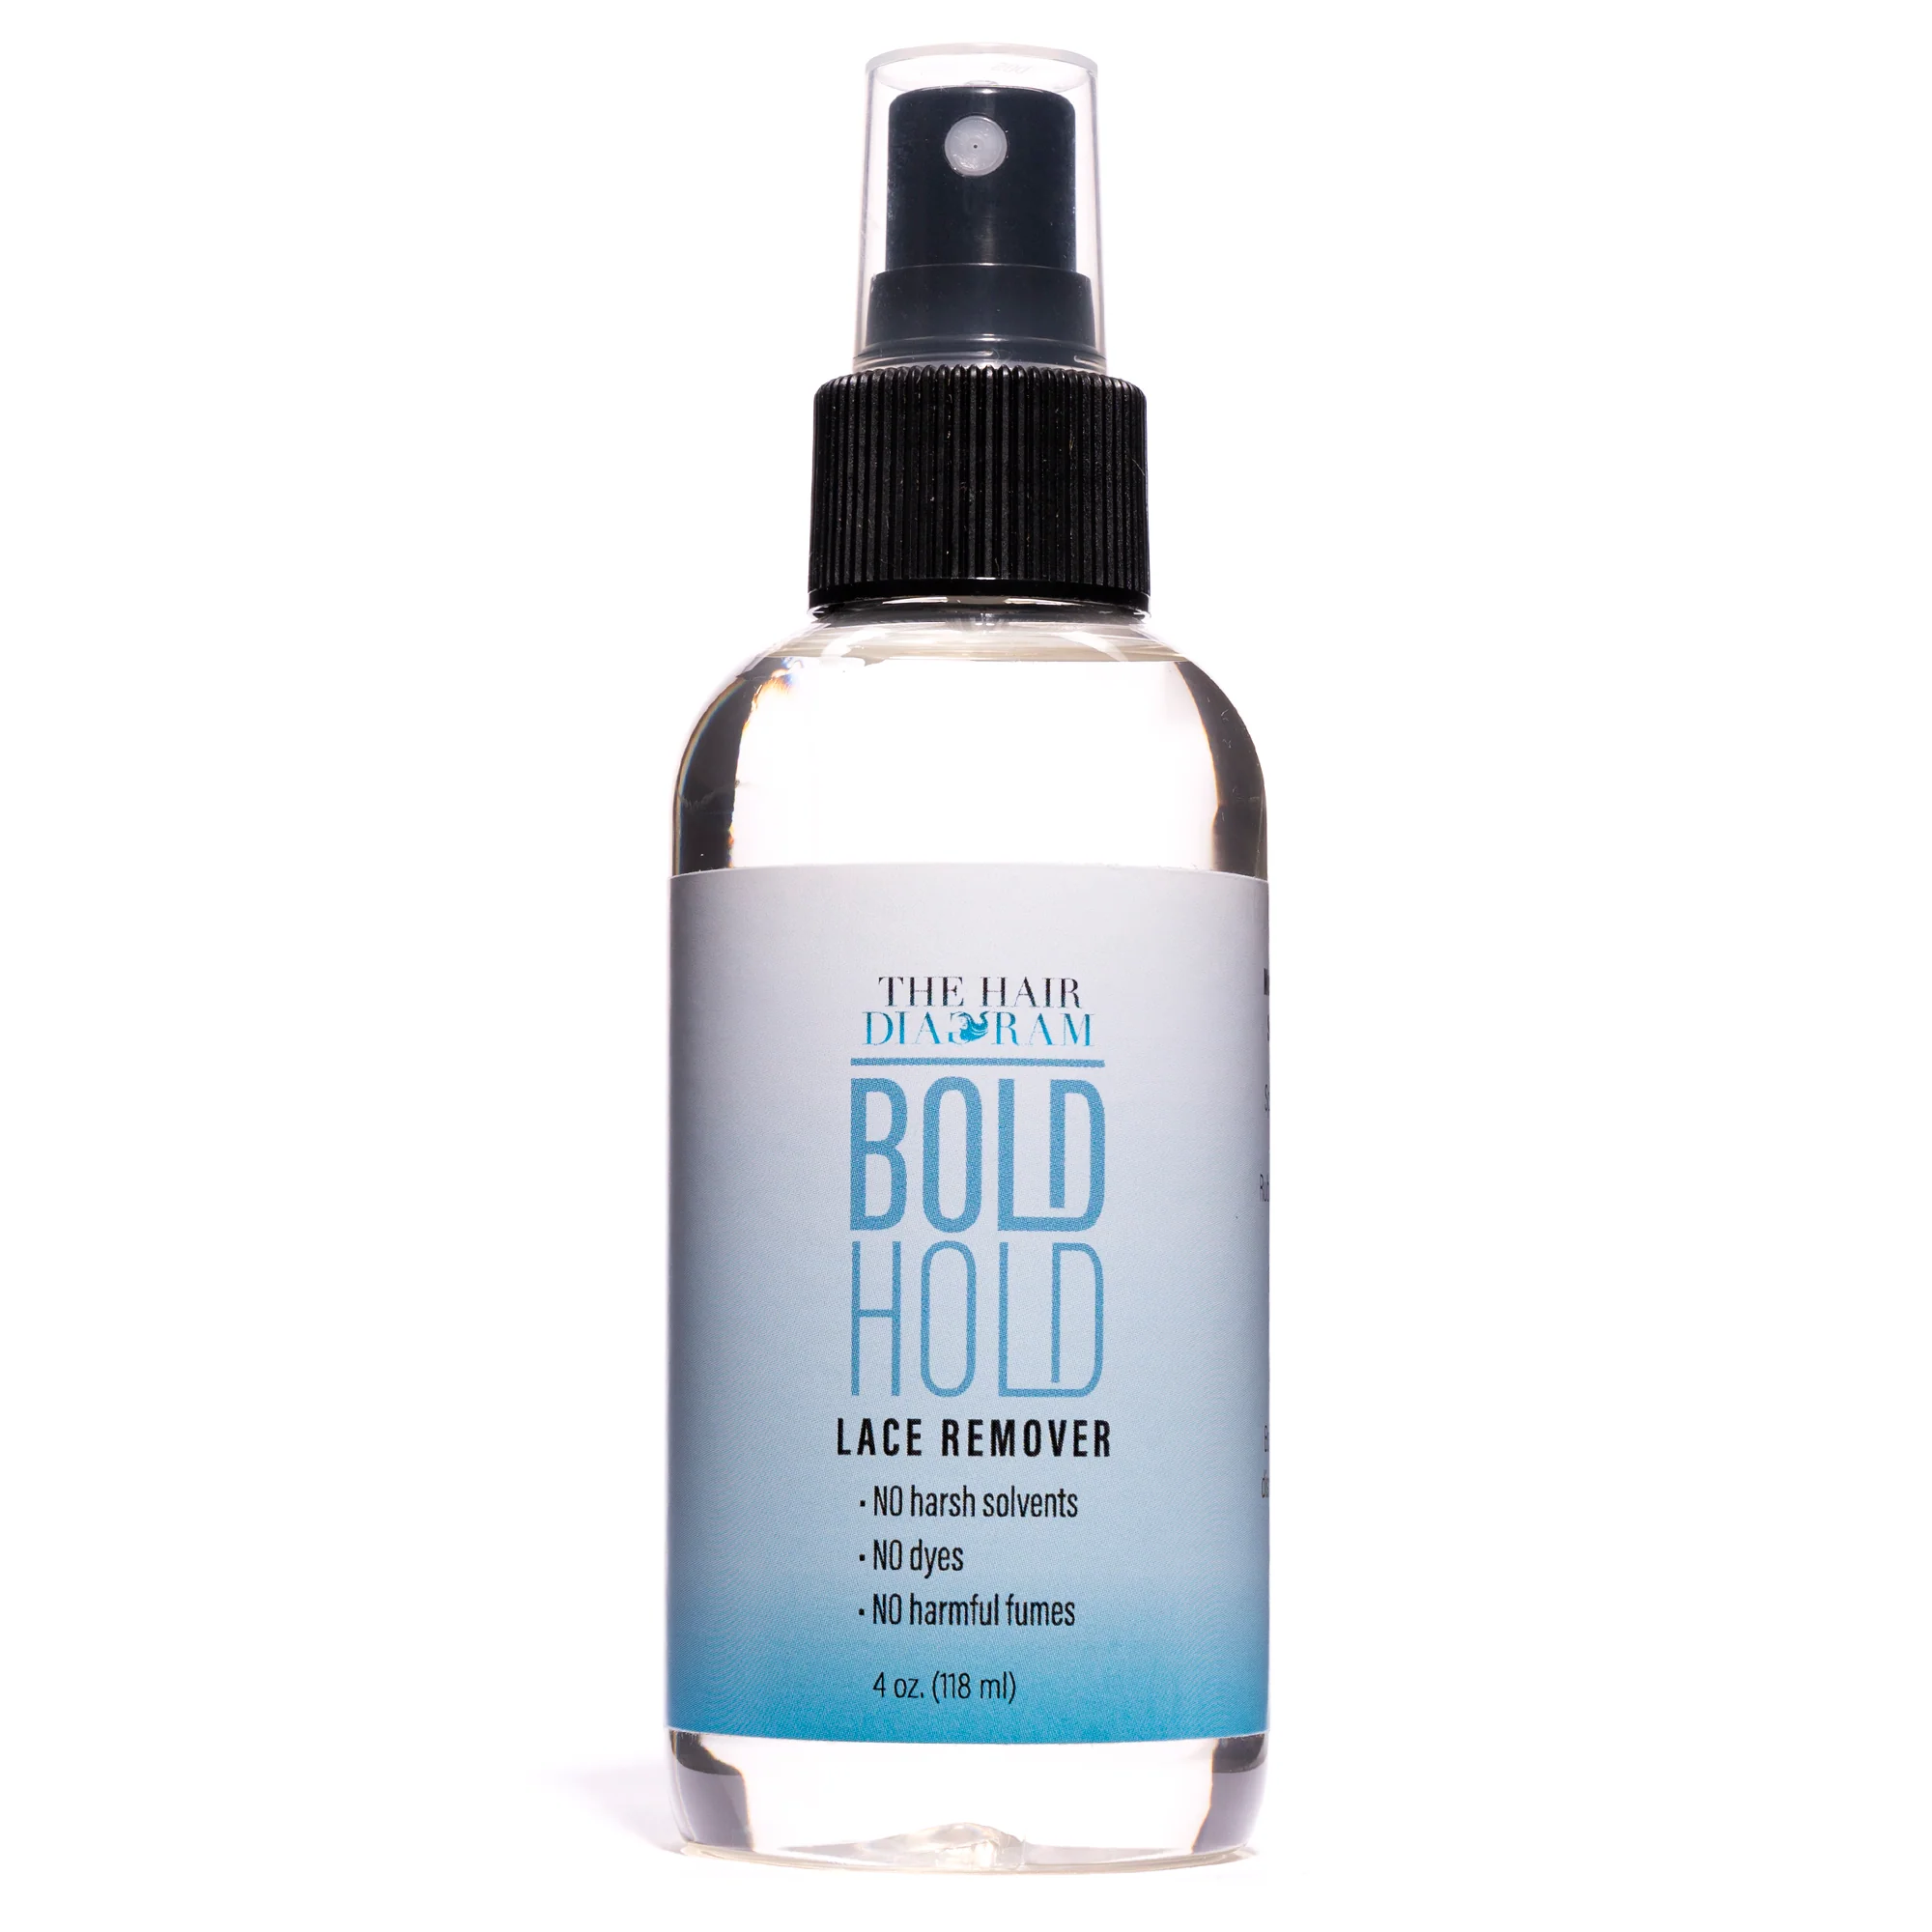 THE HAIR
DIAGRAM
BOLD
HOLD
LACE REMOVER
· NO harsh solvents
· NO dyes
· NO harmful fumes
4 oz. (118 ml)